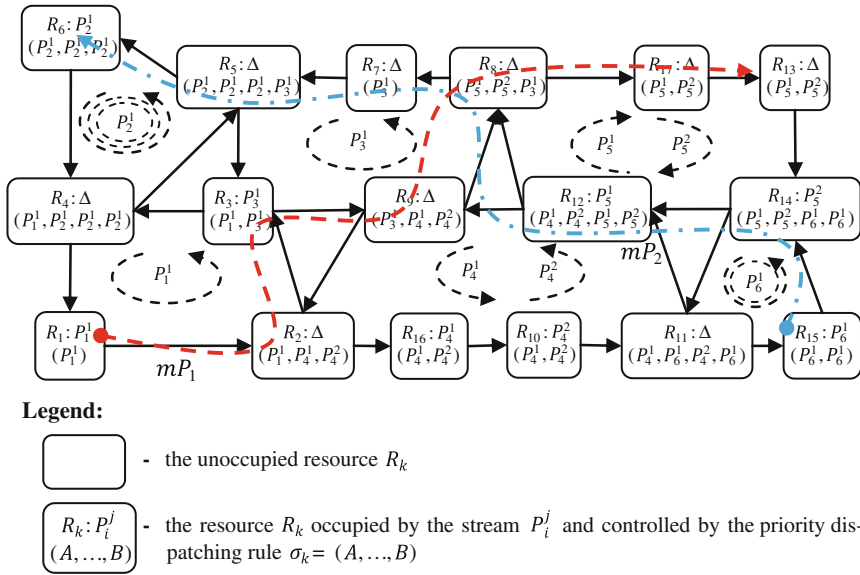 R₆: P₂¹
(P₂¹, P₂¹, P₂¹)
R₅: Δ
(P₂¹, P₂¹, P₂¹, P₃¹)
R₇: Δ
(P₃¹)
R₈: Δ
(P₅¹, P₅², P₃¹)
R₁₇: Δ
(P₅¹, P₅²)
R₁₃: Δ
(P₅¹, P₅²)
P₂¹
P₃¹
P₅¹
P₅²
R₄: Δ
(P₁¹, P₂¹, P₂¹, P₂¹)
R₃: P₃¹
(P₁¹, P₃¹)
R₉: Δ
(P₃¹, P₄¹, P₄²)
R₁₂: P₅¹
(P₄¹, P₄², P₅¹, P₅²)
R₁₄: P₅²
(P₅¹, P₅², P₆¹, P₆¹)
mP₂
P₁¹
P₄¹
P₄²
P₆¹
R₁: P₁¹
(P₁¹)
mP₁
R₂: Δ
(P₁¹, P₄¹, P₄²)
R₁₆: P₄¹
(P₄¹, P₄²)
R₁₀: P₄²
(P₄¹, P₄²)
R₁₁: Δ
(P₄¹, P₆¹, P₄², P₆¹)
R₁₅: P₆¹
(P₆¹, P₆¹)
Legend:
- the unoccupied resource Rₖ
Rₖ: Pᵢʲ
(A, …, B)
- the resource Rₖ occupied by the stream Pᵢʲ and controlled by the priority dis-
patching rule σₖ = (A, …, B)